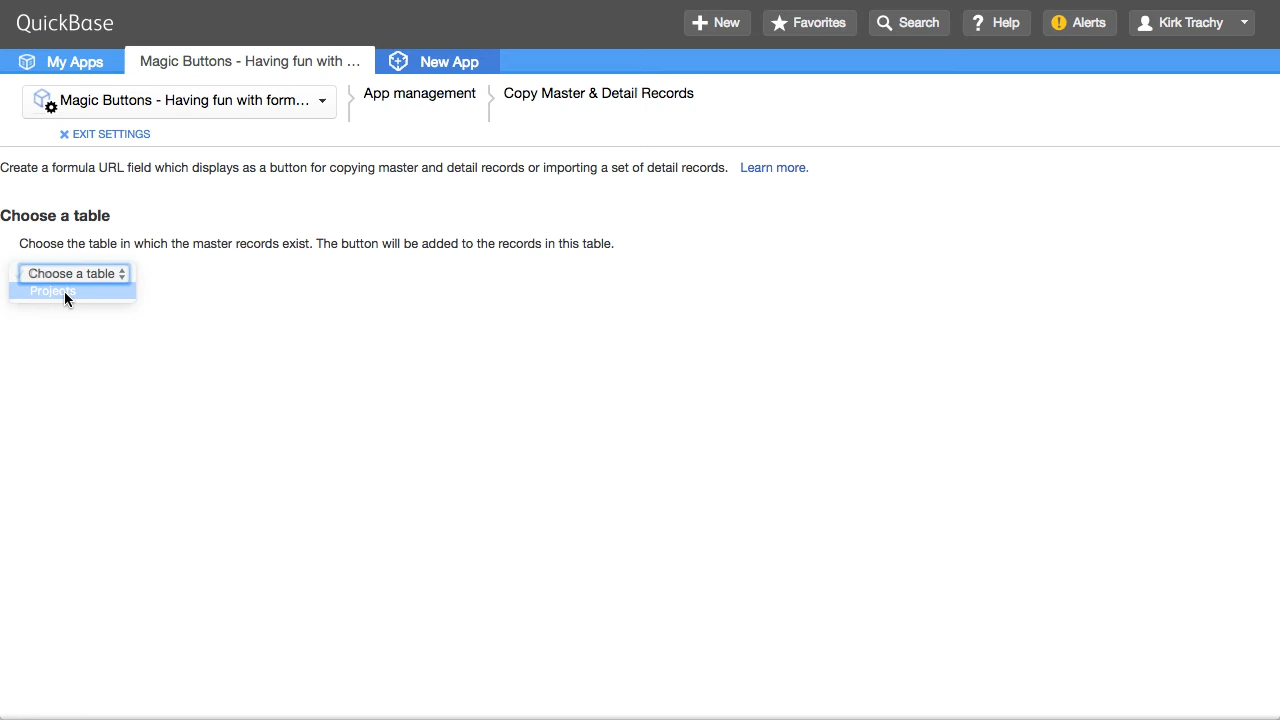 QuickBase
New
Favorites
Search
Help
Alerts
Kirk Trachy
My Apps
Magic Buttons - Having fun with ...
New App
Magic Buttons - Having fun with form...
App management
Copy Master & Detail Records
EXIT SETTINGS
Create a formula URL field which displays as a button for copying master and detail records or importing a set of detail records. Learn more.
Choose a table
Choose the table in which the master records exist. The button will be added to the records in this table.
Choose a table
Projects